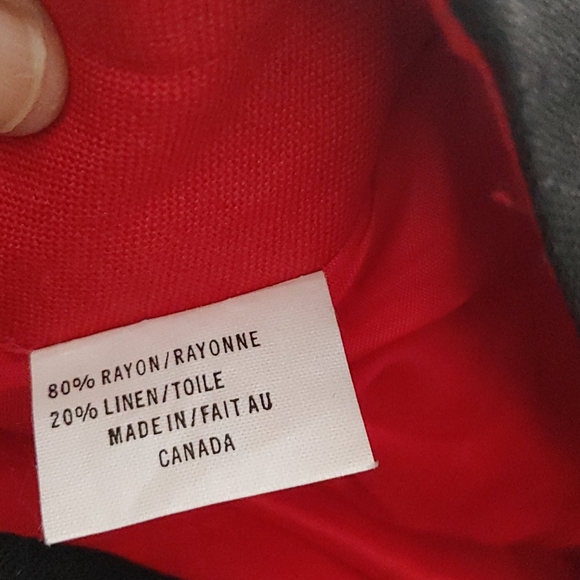 80% RAYON/RAYONNE
20% LINEN/TOILE
MADE IN/FAIT AU
CANADA